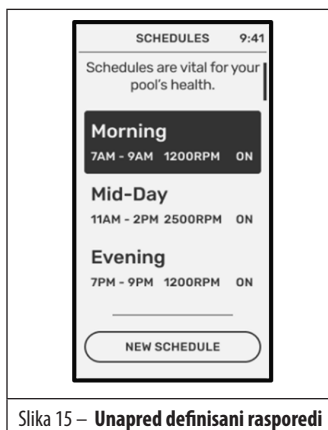 SCHEDULES 9:41
Schedules are vital for your
pool's health.
Morning
7AM - 9AM 1200RPM ON
Mid-Day
11AM - 2PM 2500RPM ON
Evening
7PM - 9PM 1200RPM ON
NEW SCHEDULE
Slika 15 – Unapred definisani rasporedi